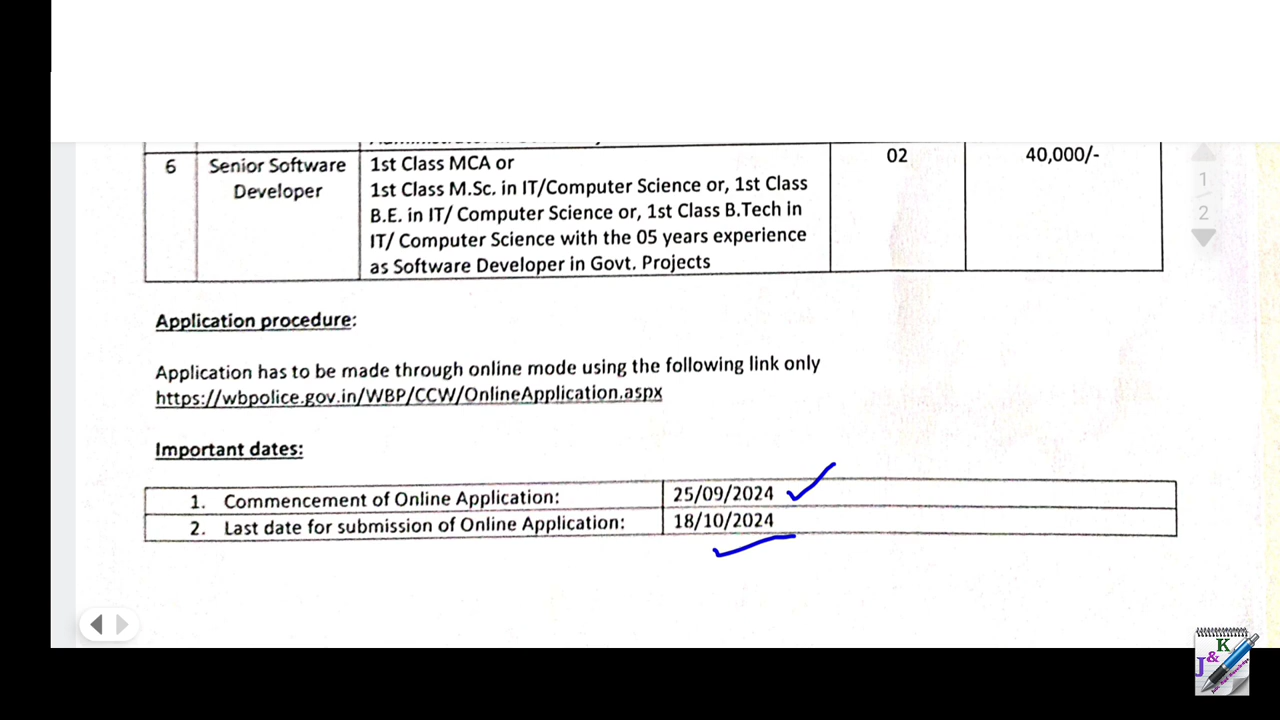 6 Senior Software Developer 1st Class MCA or 02 40,000/-
1st Class M.Sc. in IT/Computer Science or, 1st Class
B.E. in IT/ Computer Science or, 1st Class B.Tech in
IT/ Computer Science with the 05 years experience
as Software Developer in Govt. Projects
1
2
Application procedure:
Application has to be made through online mode using the following link only
https://wbpolice.gov.in/WBP/CCW/OnlineApplication.aspx
Important dates:
1. Commencement of Online Application: 25/09/2024
2. Last date for submission of Online Application: 18/10/2024
J&K